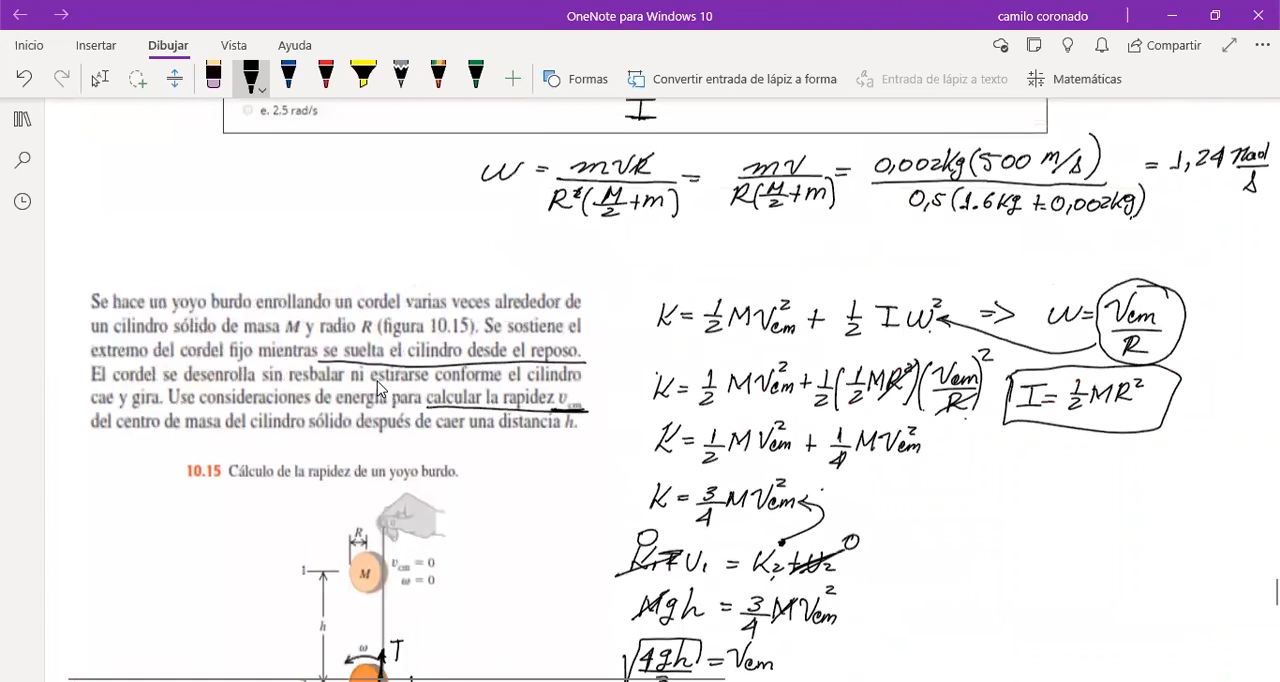 OneNote para Windows 10
camilo coronado
Inicio Insertar Dibujar Vista Ayuda
Compartir
Formas Convertir entrada de lápiz a forma Entrada de lápiz a texto Matemáticas
e. 2.5 rad/s
I
ω = mVR / R²(M/2 + m) = mV / R(M/2 + m) = 0,002kg(500 m/s) / 0,5(1.6kg + 0,002kg) = 1,24 rad/s
Se hace un yoyo burdo enrollando un cordel varias veces alrededor de
un cilindro sólido de masa M y radio R (figura 10.15). Se sostiene el
extremo del cordel fijo mientras se suelta el cilindro desde el reposo.
El cordel se desenrolla sin resbalar ni estirarse conforme el cilindro
cae y gira. Use consideraciones de energía para calcular la rapidez v_cm
del centro de masa del cilindro sólido después de caer una distancia h.
10.15 Cálculo de la rapidez de un yoyo burdo.
R
M
v_cm = 0
ω = 0
1
h
ω
T
K = 1/2 MVcm² + 1/2 Iω² => ω = Vcm/R
K = 1/2 MVcm² + 1/2(1/2 MR²)(Vcm/R)²
I = 1/2 MR²
K = 1/2 MVcm² + 1/4 MVcm²
K = 3/4 MVcm²
0 0
K₁ + U₁ = K₂ + U₂
Mgh = 3/4 MVcm²
√4gh = Vcm